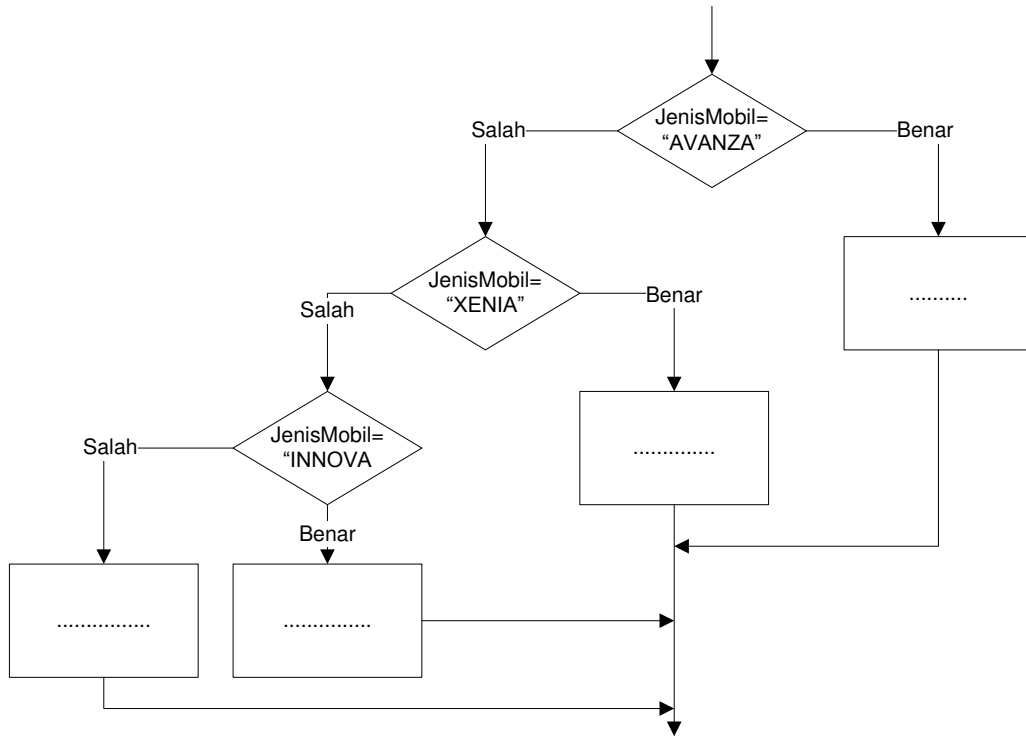 JenisMobil=
“AVANZA”
Salah
Benar
JenisMobil=
“XENIA”
Salah
Benar
..........
JenisMobil=
“INNOVA
Salah
Benar
..............
................
...............